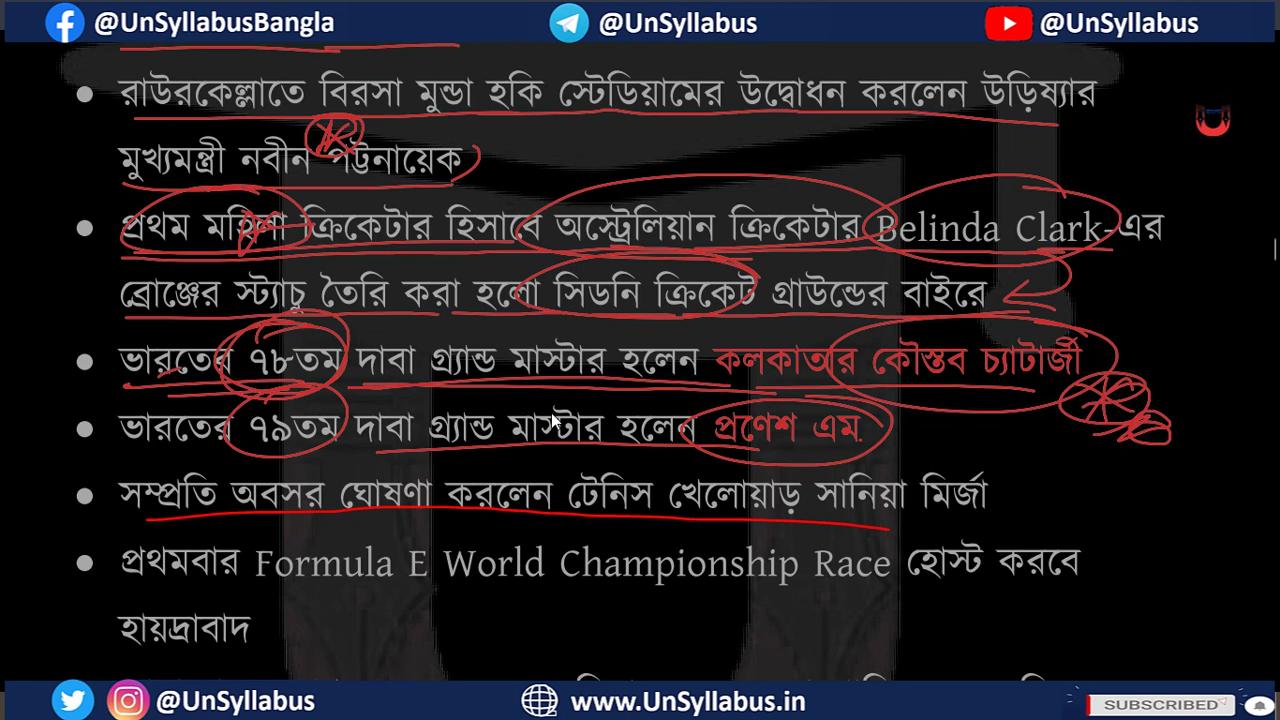 @UnSyllabusBangla @UnSyllabus @UnSyllabus
রাউরকেল্লাতে বিরসা মুন্ডা হকি স্টেডিয়ামের উদ্বোধন করলেন উড়িষ্যার
মুখ্যমন্ত্রী নবীন পট্টনায়েক
প্রথম মহিলা ক্রিকেটার হিসাবে অস্ট্রেলিয়ান ক্রিকেটার Belinda Clark-এর
ব্রোঞ্জের স্ট্যাচু তৈরি করা হলো সিডনি ক্রিকেট গ্রাউন্ডের বাইরে
ভারতের ৭৮তম দাবা গ্র্যান্ড মাস্টার হলেন কলকাতার কৌস্তব চ্যাটার্জী
ভারতের ৭৯তম দাবা গ্র্যান্ড মাস্টার হলেন প্রণেশ এম.
সম্প্রতি অবসর ঘোষণা করলেন টেনিস খেলোয়াড় সানিয়া মির্জা
প্রথমবার Formula E World Championship Race হোস্ট করবে
হায়দ্রাবাদ
@UnSyllabus www.UnSyllabus.in SUBSCRIBED